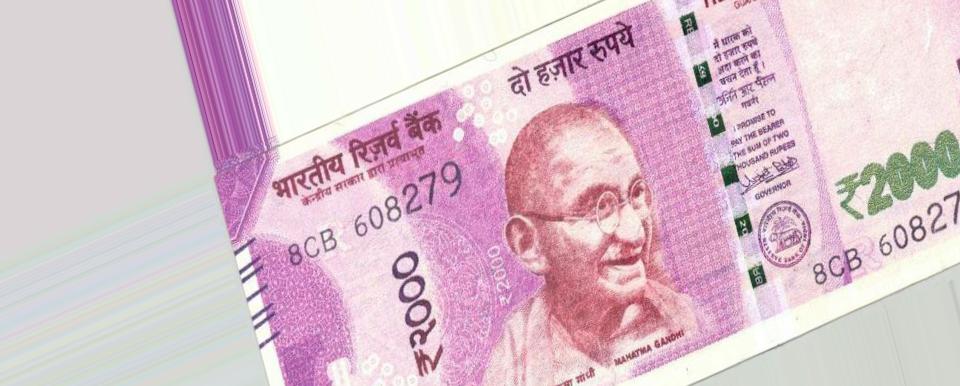 दो हज़ार रुपये
भारतीय रिज़र्व बैंक
केन्द्रीय सरकार द्वारा प्रत्याभूत
8CB 608279
₹2000
₹2000
MAHATMA GANDHI
मैं धारक को
दो हज़ार रुपये
अदा करने का
वचन देता हूँ।
I PROMISE TO
PAY THE BEARER
THE SUM OF TWO
THOUSAND RUPEES
GOVERNOR
₹2000
8CB 60827